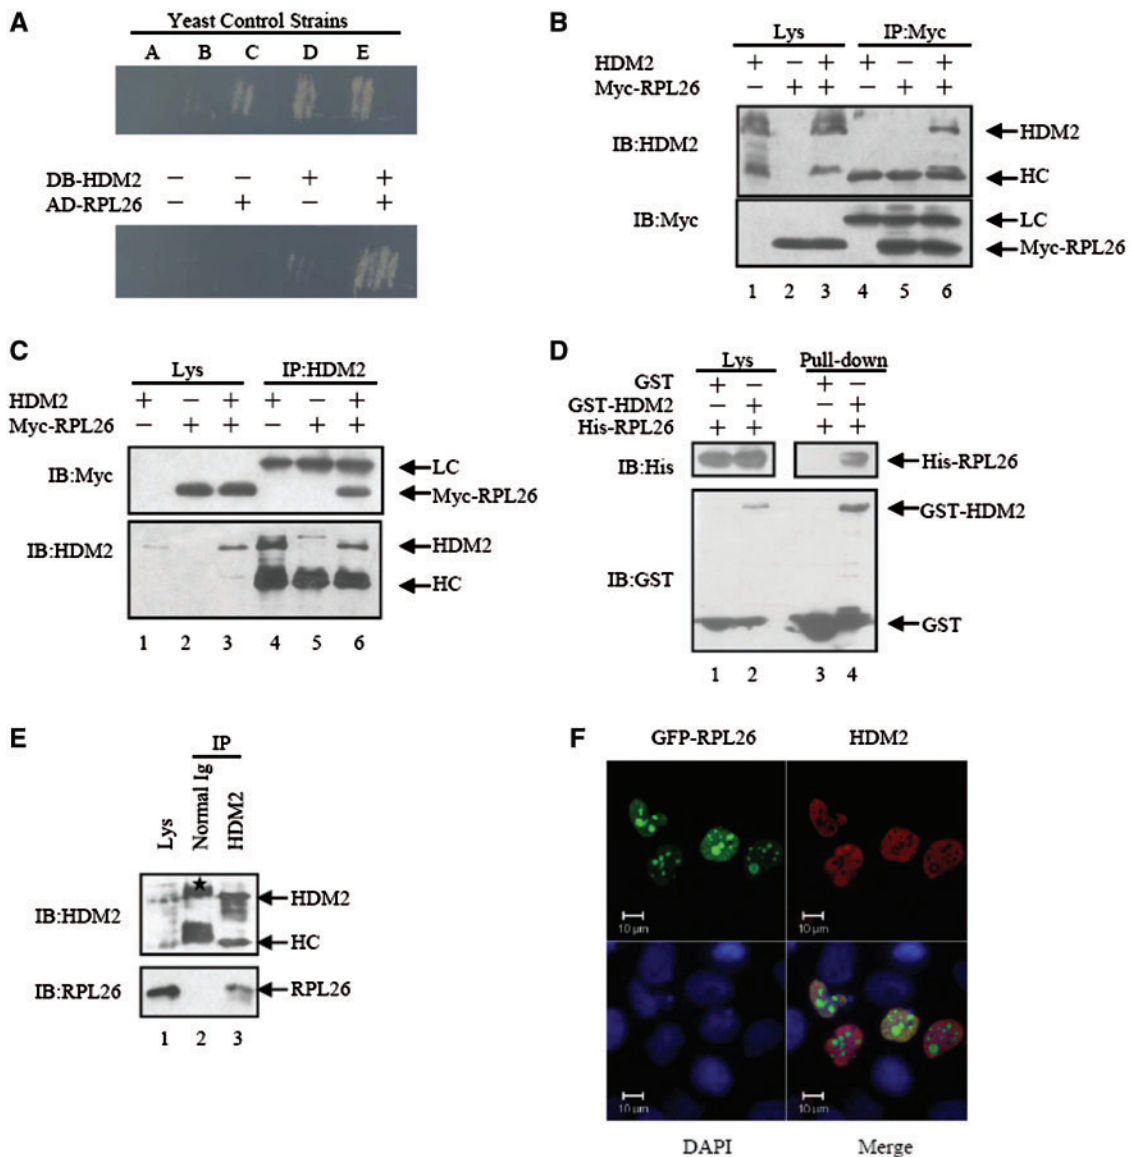 A
Yeast Control Strains
A B C D E
DB-HDM2 − − + +
AD-RPL26 − + − +
B
Lys IP:Myc
HDM2 + − + + − +
Myc-RPL26 − + + − + +
IB:HDM2
HDM2
HC
IB:Myc
LC
Myc-RPL26
1 2 3 4 5 6
C
Lys IP:HDM2
HDM2 + − + + − +
Myc-RPL26 − + + − + +
IB:Myc
LC
Myc-RPL26
IB:HDM2
HDM2
HC
1 2 3 4 5 6
D
Lys Pull-down
GST + − + −
GST-HDM2 − + − +
His-RPL26 + + + +
IB:His
His-RPL26
GST-HDM2
IB:GST
GST
1 2 3 4
E
IP
Lys
Normal Ig
HDM2
★
IB:HDM2
HDM2
HC
IB:RPL26
RPL26
1 2 3
F
GFP-RPL26 HDM2
10 µm
10 µm
10 µm
10 µm
DAPI Merge